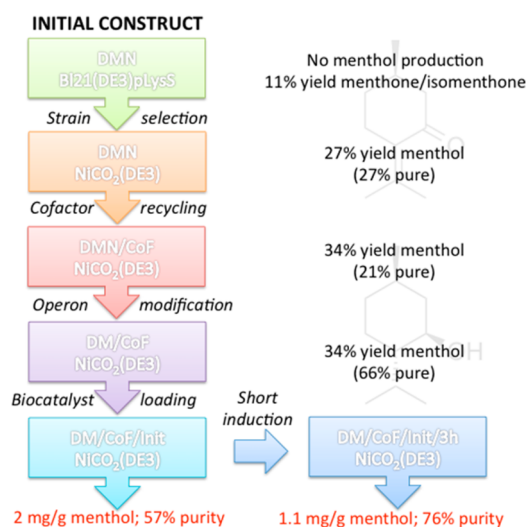 INITIAL CONSTRUCT
DMN
Bl21(DE3)pLysS
No menthol production
11% yield menthone/isomenthone
Strain selection
DMN
NiCO₂(DE3)
27% yield menthol
(27% pure)
Cofactor recycling
DMN/CoF
NiCO₂(DE3)
34% yield menthol
(21% pure)
Operon modification
DM/CoF
NiCO₂(DE3)
34% yield menthol
(66% pure)
Biocatalyst loading
Short
induction
DM/CoF/Init
NiCO₂(DE3)
DM/CoF/Init/3h
NiCO₂(DE3)
2 mg/g menthol; 57% purity
1.1 mg/g menthol; 76% purity
O
OH